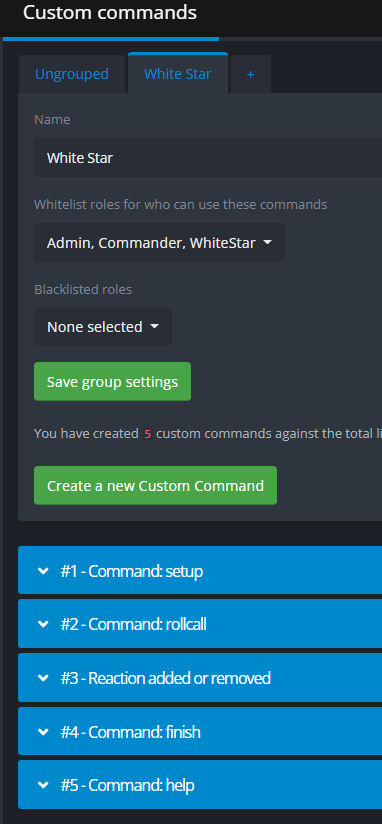 Custom commands
Ungrouped White Star +
Name
White Star
Whitelist roles for who can use these commands
Admin, Commander, WhiteStar
Blacklisted roles
None selected
Save group settings
You have created 5 custom commands against the total li
Create a new Custom Command
#1 - Command: setup
#2 - Command: rollcall
#3 - Reaction added or removed
#4 - Command: finish
#5 - Command: help